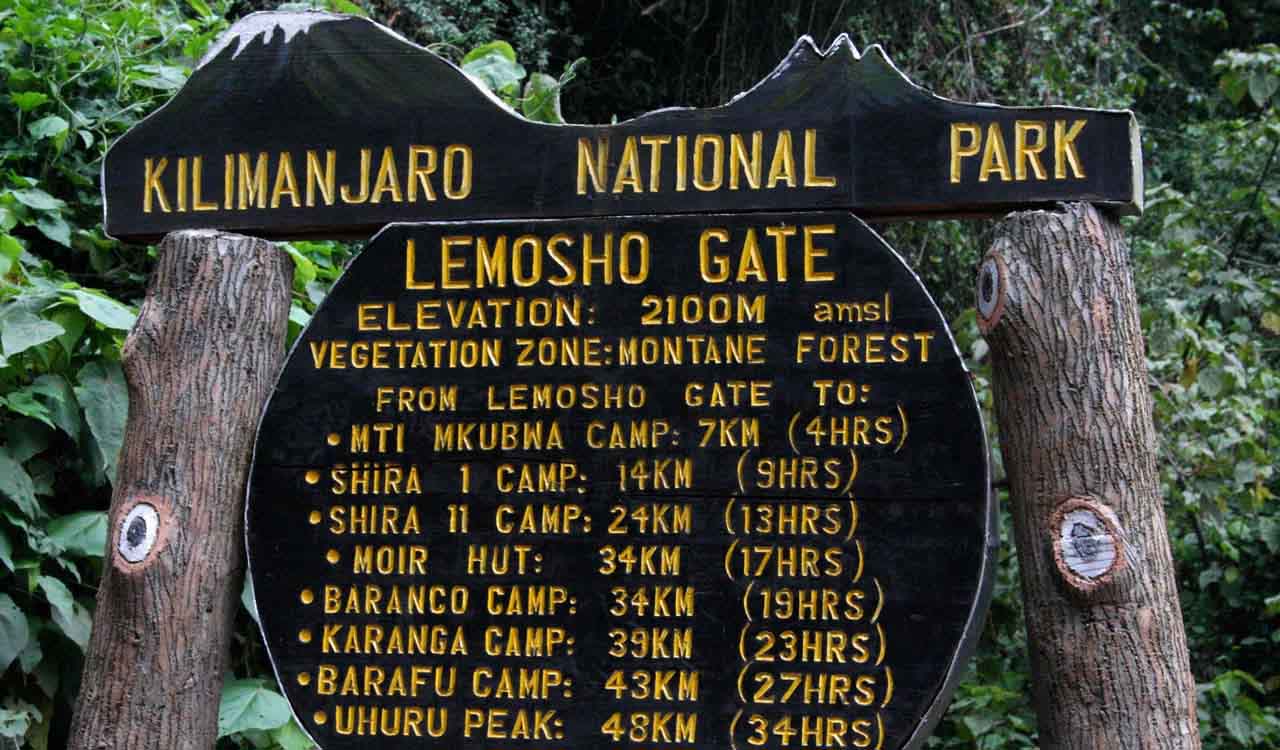 KILIMANJARO NATIONAL PARK
LEMOSHO GATE
ELEVATION: 2100M amsl
VEGETATION ZONE:MONTANE FOREST
FROM LEMOSHO GATE TO:
•MTI MKUBWA CAMP: 7KM (4HRS)
•SHIRA 1 CAMP: 14KM (9HRS)
•SHIRA 11 CAMP: 24KM (13HRS)
•MOIR HUT: 34KM (17HRS)
•BARANCO CAMP: 34KM (19HRS)
•KARANGA CAMP: 39KM (23HRS)
•BARAFU CAMP: 43KM (27HRS)
•UHURU PEAK: 48KM (34HRS)